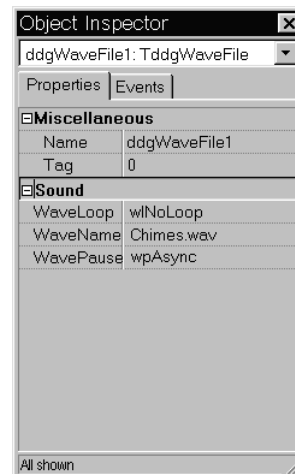 Object Inspector
ddgWaveFile1: TddgWaveFile
Properties Events
Miscellaneous
Name ddgWaveFile1
Tag 0
Sound
WaveLoop wlNoLoop
WaveName Chimes.wav
WavePause wpAsync
All shown